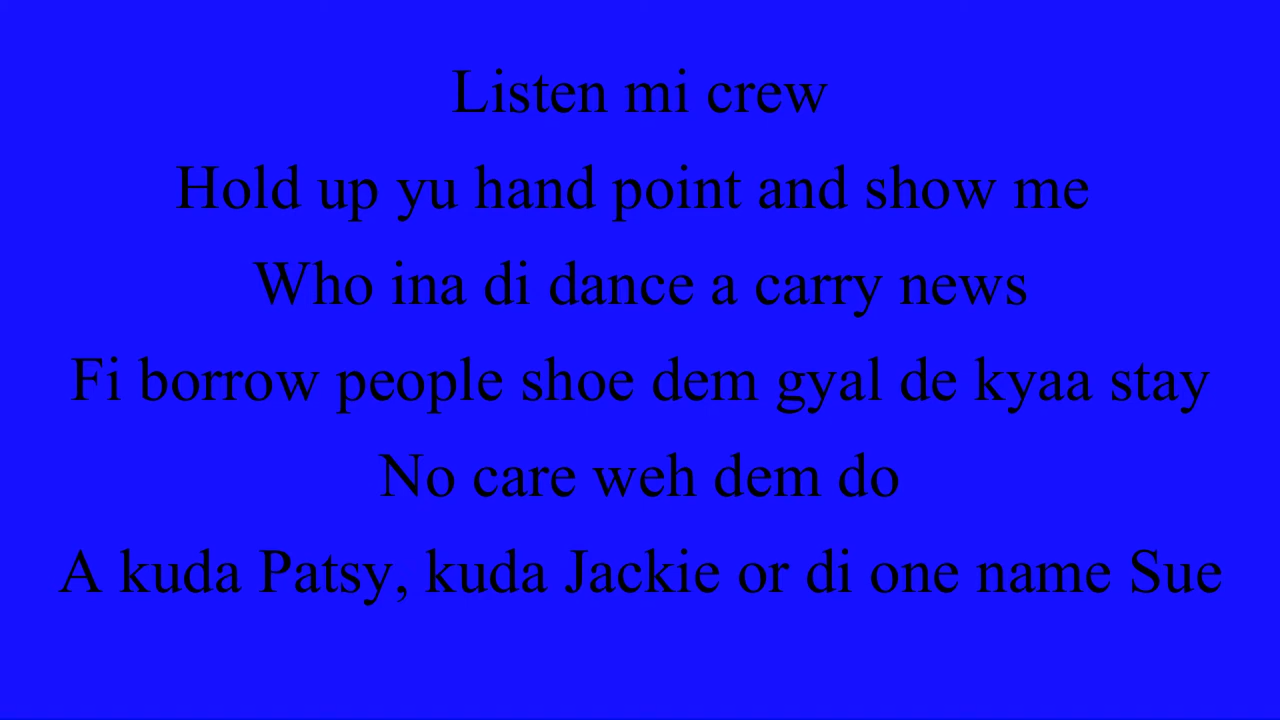 Listen mi crew
Hold up yu hand point and show me
Who ina di dance a carry news
Fi borrow people shoe dem gyal de kyaa stay
No care weh dem do
A kuda Patsy, kuda Jackie or di one name Sue